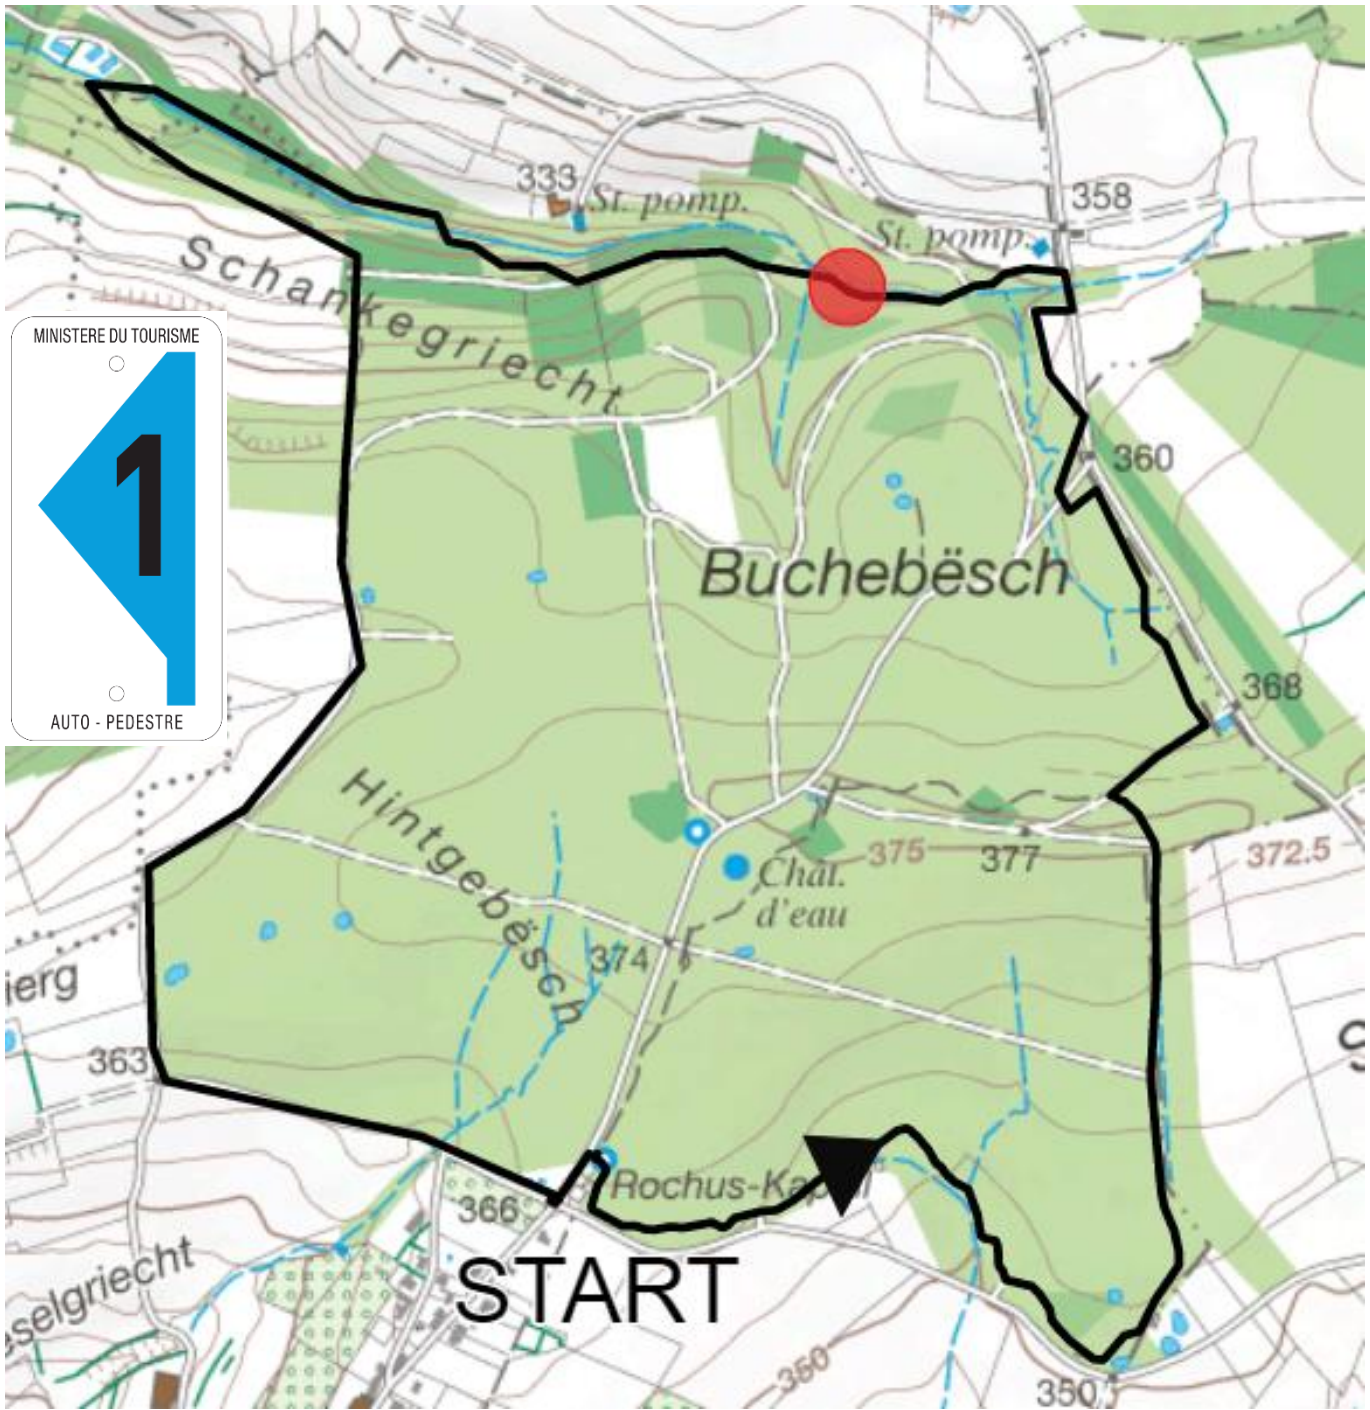 333
St. pomp.
358
St. pomp.
Schankegriecht
MINISTERE DU TOURISME
1
AUTO - PEDESTRE
360
Buchebësch
368
Hintgebësch
375
377
372.5
Chât.
d'eau
374
ierg
S
363
Rochus-Kapell
366
START
selgriecht
350
350